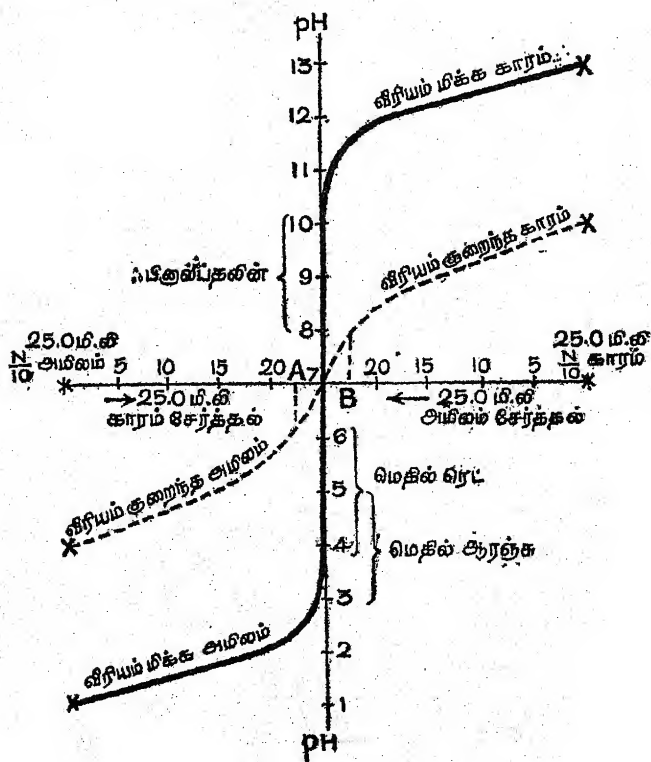 pH
13
வீரியம் மிக்க காரம்
12
11
10
ஃபினாப்தலின்
வீரியம் குறைந்த காரம்
9
8
25.0 மி.லி
N/10 அமிலம்
5 10 20
A 7
B
20 15 5
25.0 மி.லி
N/10 காரம்
→ 25.0 மி.லி
காரம் சேர்த்தல்
← 25.0 மி.லி
அமிலம் சேர்த்தல்
6
வீரியம் குறைந்த அமிலம்
மெதில் ரெட்
5
4
மெதில் ஆரஞ்சு
3
வீரியம் மிக்க அமிலம்
2
1
pH